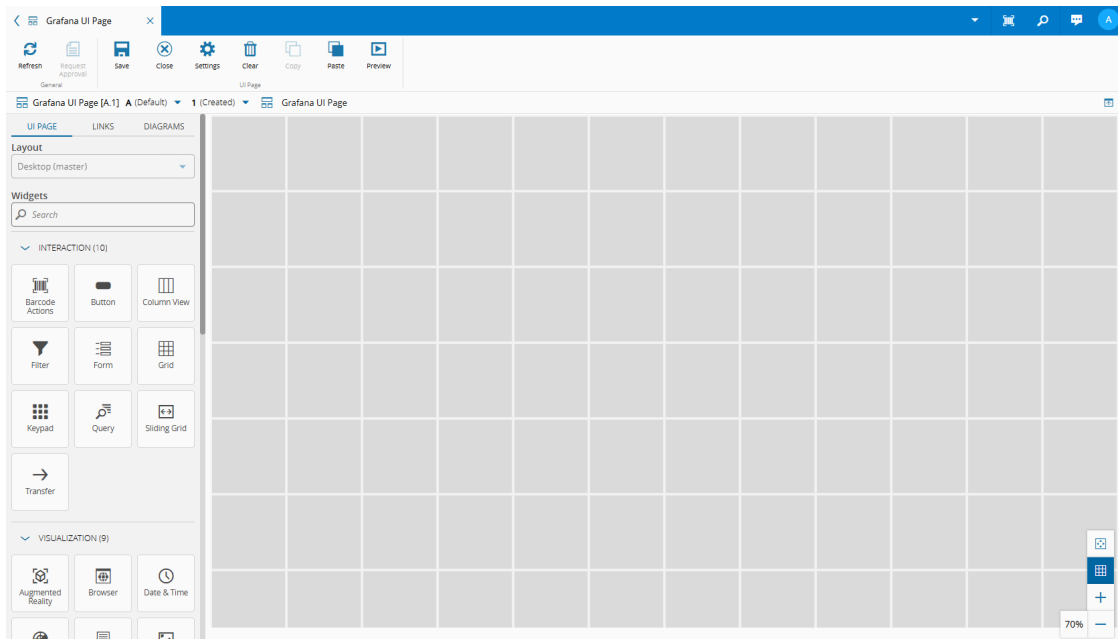 Grafana UI Page
A
Refresh
Request
Approval
Save
Close
Settings
Clear
Copy
Paste
Preview
General
UI Page
Grafana UI Page [A.1] A (Default) 1 (Created) Grafana UI Page
UI PAGE LINKS DIAGRAMS
Layout
Desktop (master)
Widgets
Search
INTERACTION (10)
Barcode
Actions
Button
Column View
Filter
Form
Grid
Keypad
Query
Sliding Grid
Transfer
VISUALIZATION (9)
Augmented
Reality
Browser
Date & Time
70%